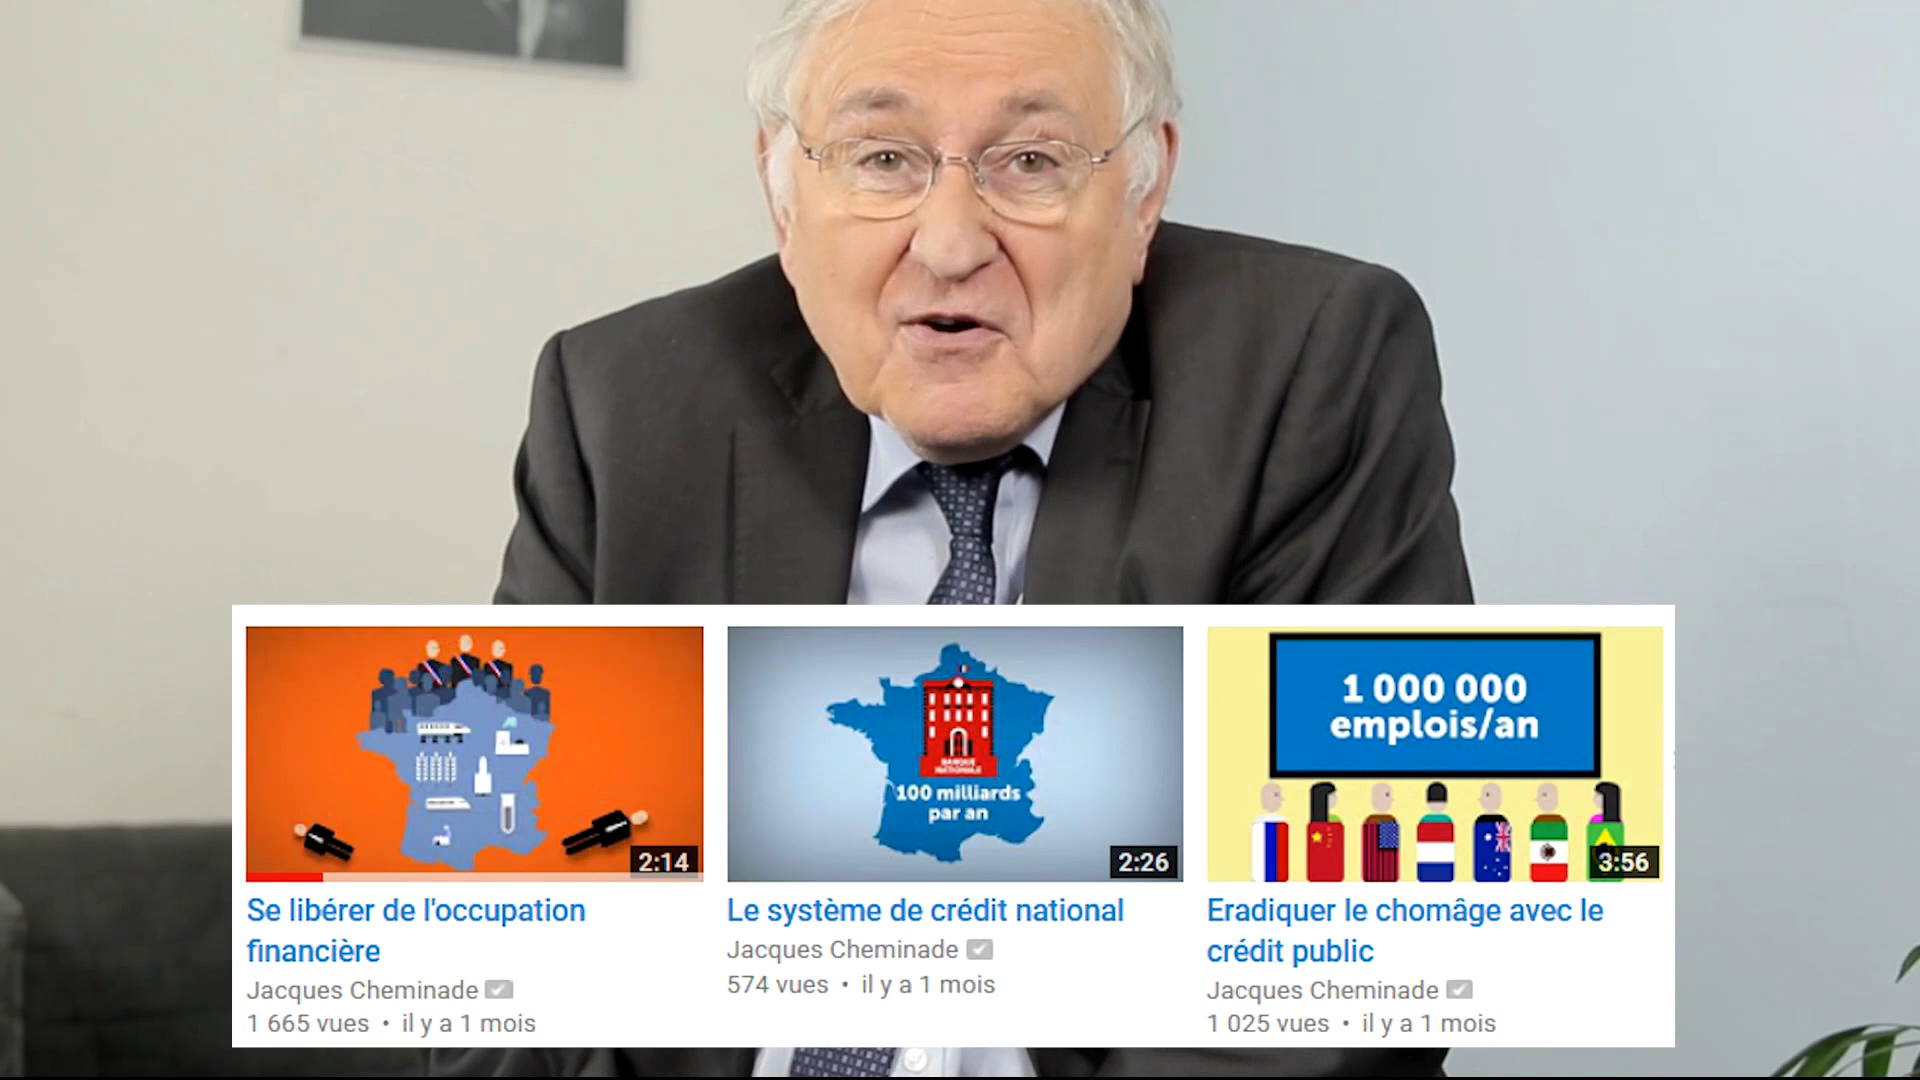 BANQUE
NATIONALE
100 milliards
par an
1 000 000
emplois/an
2:14
2:26
3:56
Se libérer de l'occupation
financière
Jacques Cheminade
1 665 vues • il y a 1 mois
Le système de crédit national
Jacques Cheminade
574 vues • il y a 1 mois
Eradiquer le chomâge avec le
crédit public
Jacques Cheminade
1 025 vues • il y a 1 mois